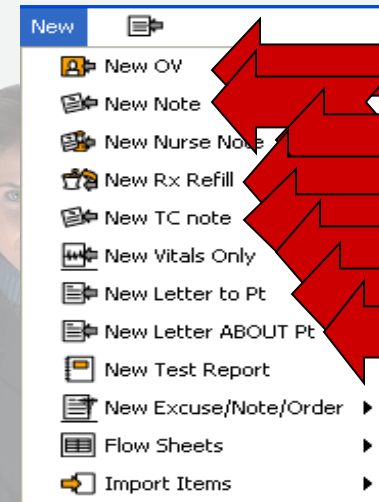 New
New OV
New Note
New Nurse Note
New Rx Refill
New TC note
New Vitals Only
New Letter to Pt
New Letter ABOUT Pt
New Test Report
New Excuse/Note/Order
Flow Sheets
Import Items